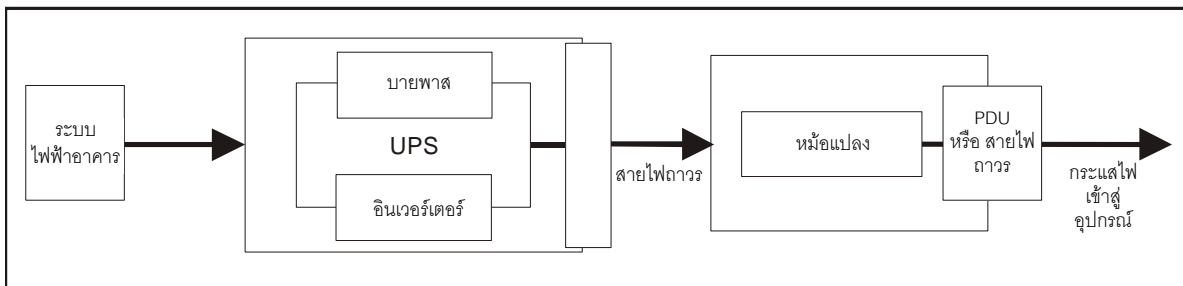 ระบบ
ไฟฟ้าอาคาร
บายพาส
UPS
อินเวอร์เตอร์
สายไฟถาวร
หม้อแปลง
PDU
หรือ สายไฟ
ถาวร
กระแสไฟ
เข้าสู่
อุปกรณ์